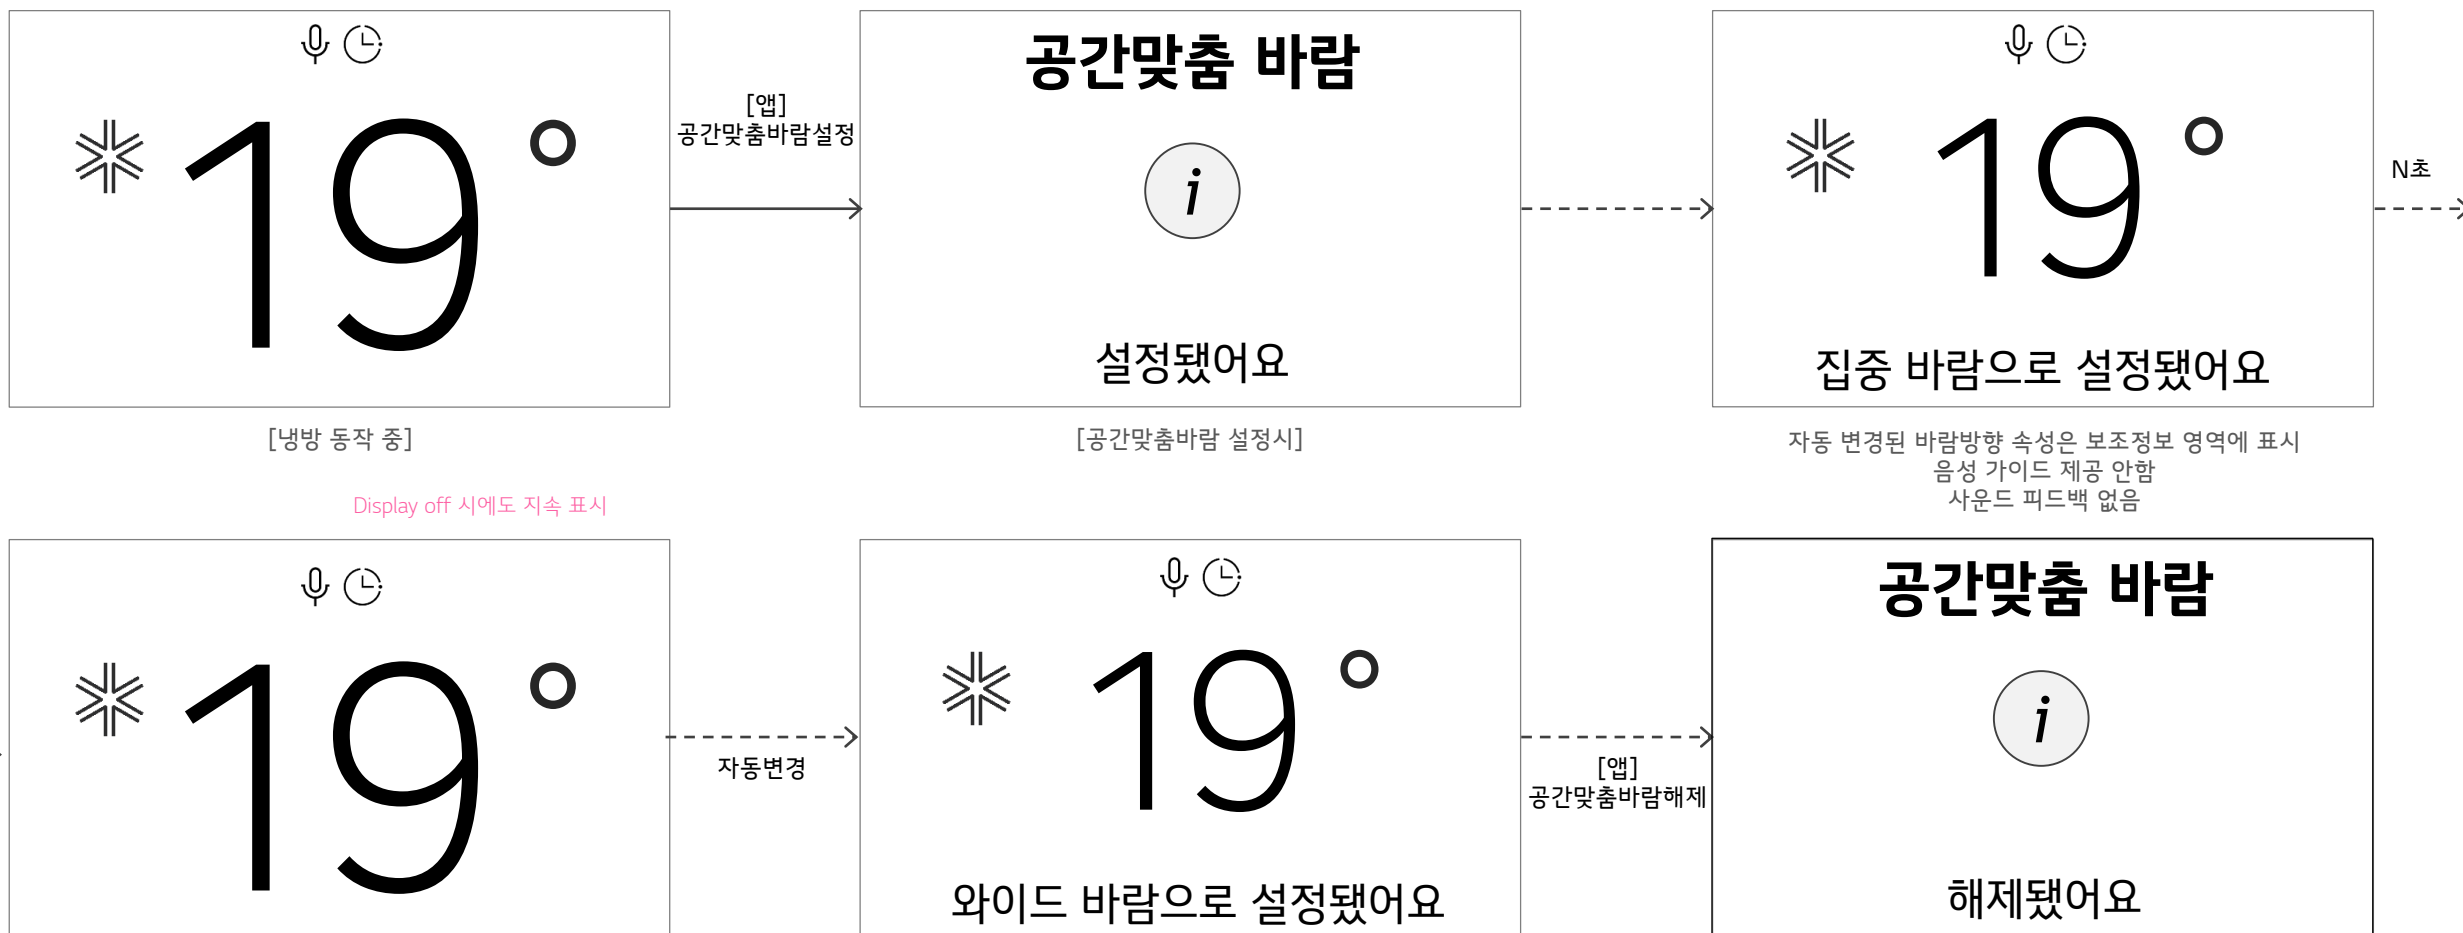 19°
[앱]
공간맞춤바람설정
공간맞춤 바람
i
설정됐어요
19°
집중 바람으로 설정됐어요
N초
[냉방 동작 중]
[공간맞춤바람 설정시]
자동 변경된 바람방향 속성은 보조정보 영역에 표시
음성 가이드 제공 안함
사운드 피드백 없음
Display off 시에도 지속 표시
19°
자동변경
19°
와이드 바람으로 설정됐어요
[앱]
공간맞춤바람해제
공간맞춤 바람
i
해제됐어요